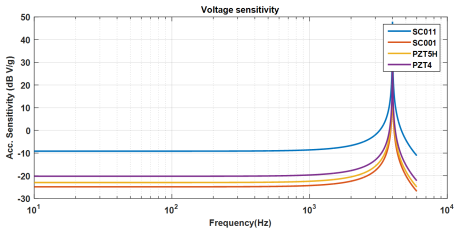 Voltage sensitivity
Acc. Sensitivity (dB V/g)
50
40
30
20
10
0
-10
-20
-30
SC011
SC001
PZT5H
PZT4
10^1
10^2
10^3
10^4
Frequency(Hz)